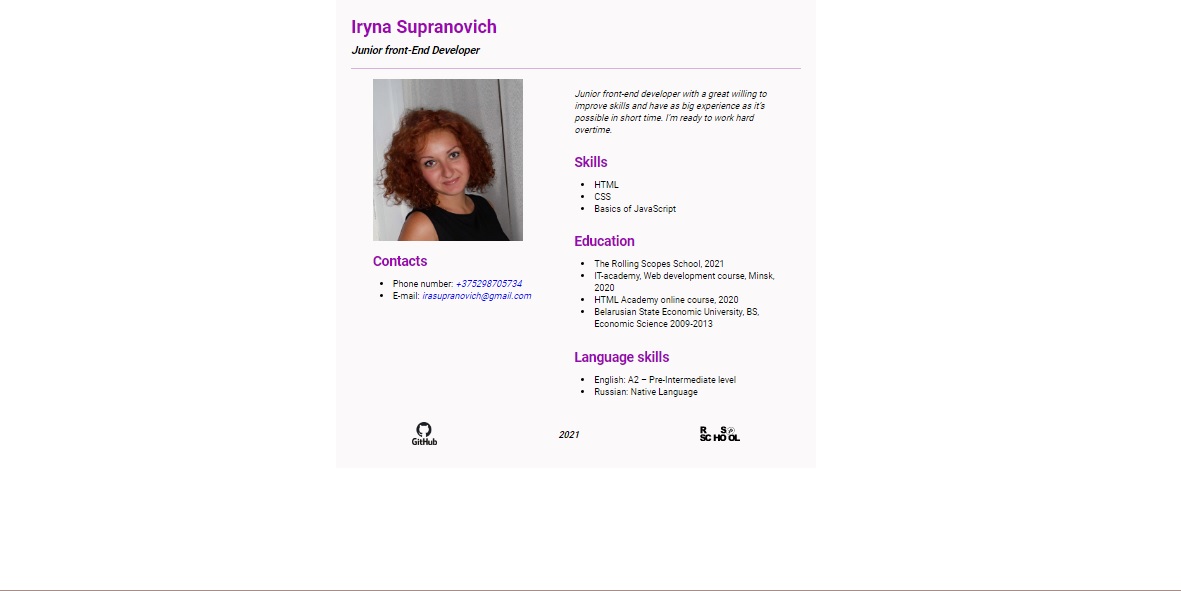 Iryna Supranovich
Junior front-End Developer
Junior front-end developer with a great willing to
improve skills and have as big experience as it's
possible in short time. I'm ready to work hard
overtime.
Skills
HTML
CSS
Basics of JavaScript
Education
The Rolling Scopes School, 2021
IT-academy, Web development course, Minsk,
2020
HTML Academy online course, 2020
Belarusian State Economic University, BS,
Economic Science 2009-2013
Language skills
English: A2 – Pre-Intermediate level
Russian: Native Language
Contacts
Phone number: +375298705734
E-mail: irasupranovich@gmail.com
GitHub
2021
R S
SCHOOL